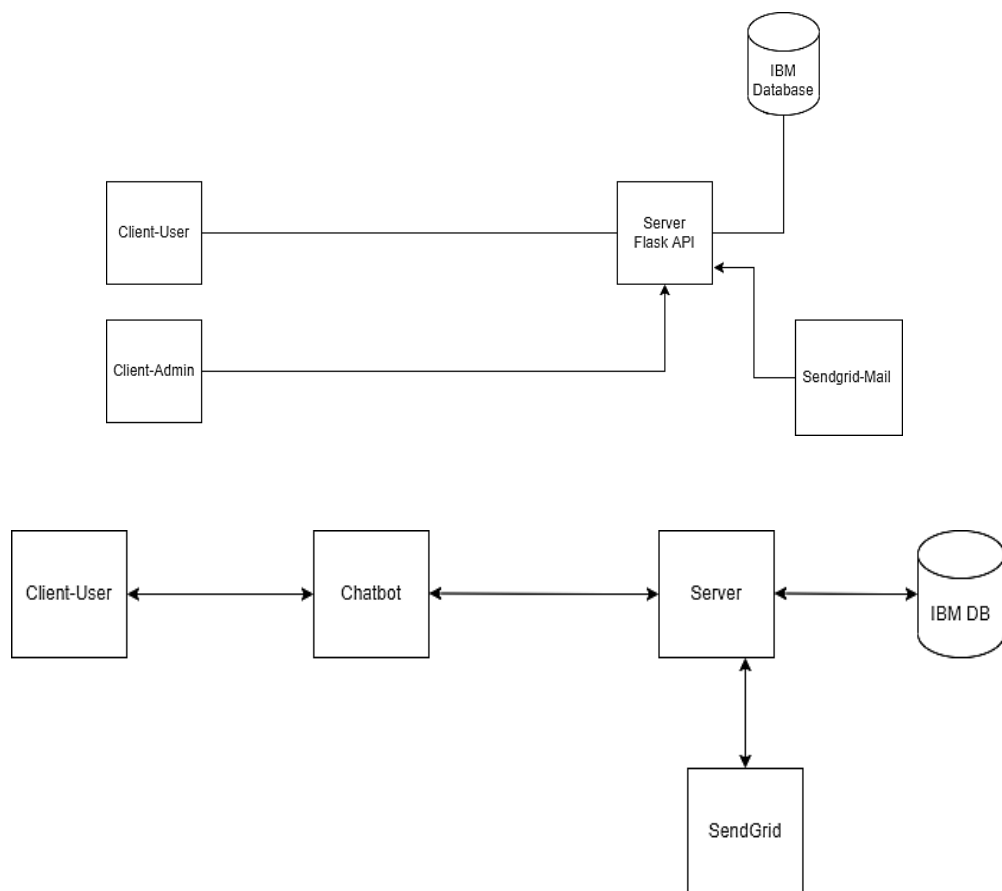 IBM
Database
Client-User
Server
Flask API
Client-Admin
Sendgrid-Mail
Client-User
Chatbot
Server
IBM DB
SendGrid